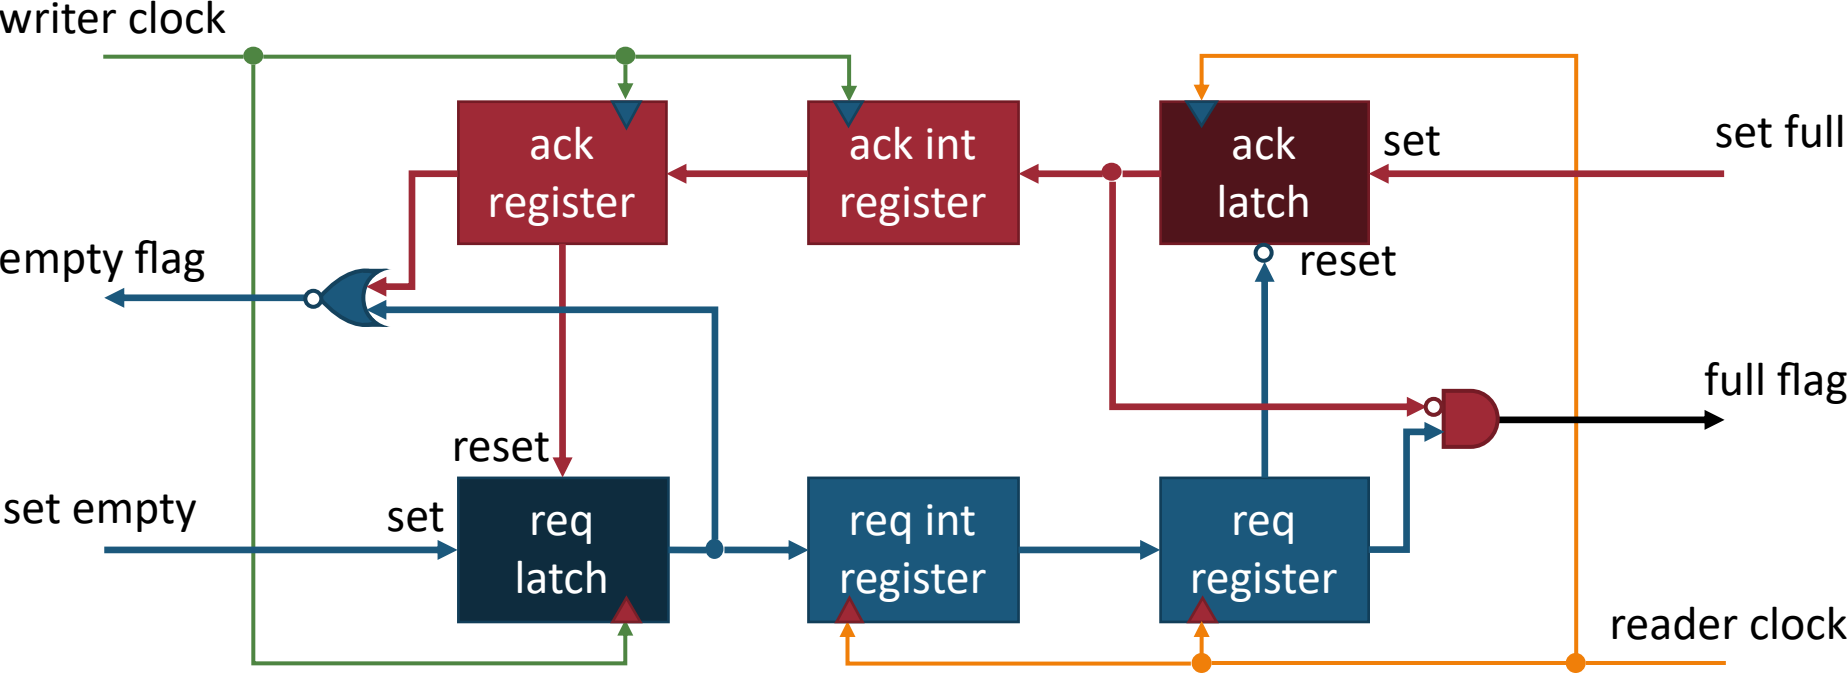 writer clock
ack
register
ack int
register
ack
latch
set
set full
empty flag
reset
full flag
reset
set empty
set
req
latch
req int
register
req
register
reader clock